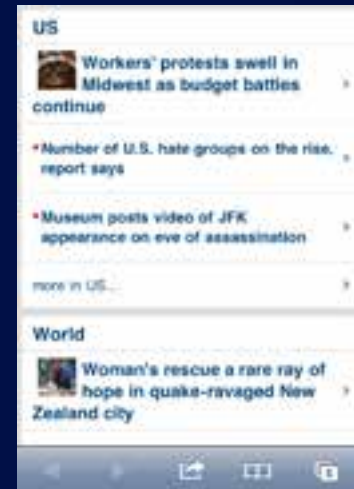 US
Workers' protests swell in
Midwest as budget battles
continue
Number of U.S. hate groups on the rise,
report says
Museum posts video of JFK
appearance on eve of assassination
more in US...
World
Woman's rescue a rare ray of
hope in quake-ravaged New
Zealand city